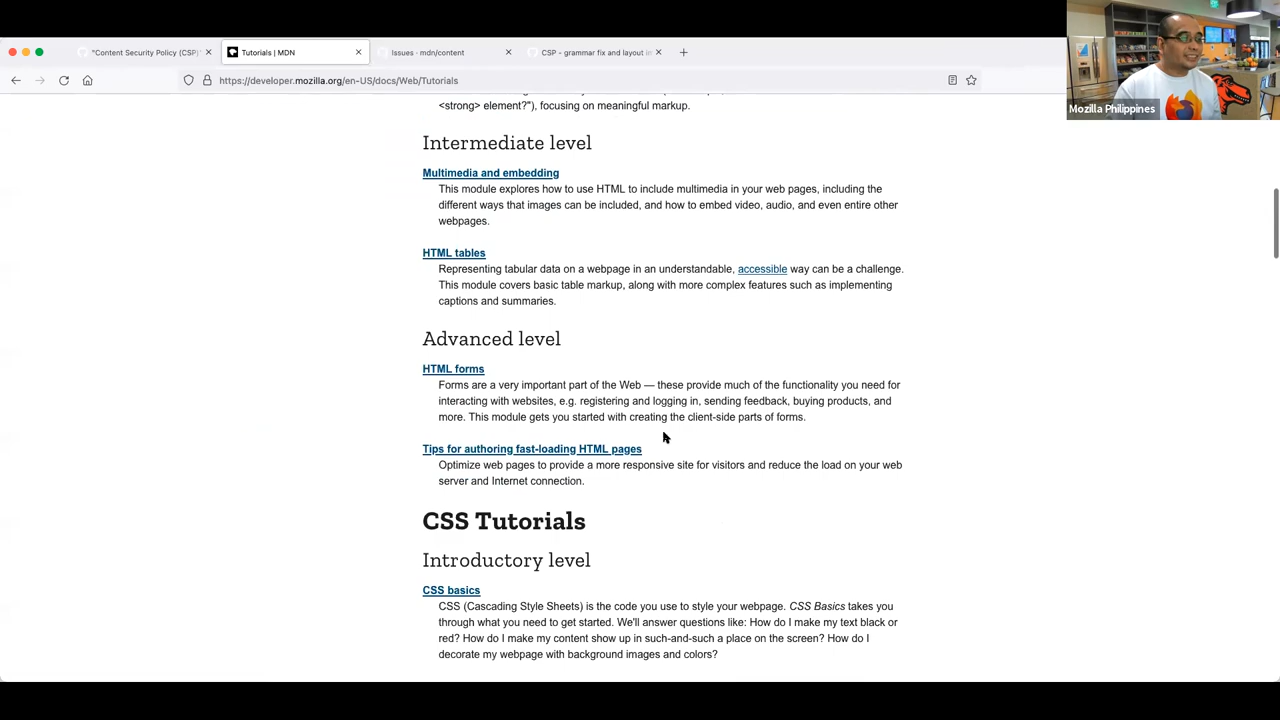 "Content Security Policy (CSP)"
Tutorials | MDN
Issues · mdn/content
CSP - grammar fix and layout in
https://developer.mozilla.org/en-US/docs/Web/Tutorials
Mozilla Philippines
<strong> element?"), focusing on meaningful markup.
Intermediate level
Multimedia and embedding
This module explores how to use HTML to include multimedia in your web pages, including the
different ways that images can be included, and how to embed video, audio, and even entire other
webpages.
HTML tables
Representing tabular data on a webpage in an understandable, accessible way can be a challenge.
This module covers basic table markup, along with more complex features such as implementing
captions and summaries.
Advanced level
HTML forms
Forms are a very important part of the Web — these provide much of the functionality you need for
interacting with websites, e.g. registering and logging in, sending feedback, buying products, and
more. This module gets you started with creating the client-side parts of forms.
Tips for authoring fast-loading HTML pages
Optimize web pages to provide a more responsive site for visitors and reduce the load on your web
server and Internet connection.
CSS Tutorials
Introductory level
CSS basics
CSS (Cascading Style Sheets) is the code you use to style your webpage. CSS Basics takes you
through what you need to get started. We'll answer questions like: How do I make my text black or
red? How do I make my content show up in such-and-such a place on the screen? How do I
decorate my webpage with background images and colors?